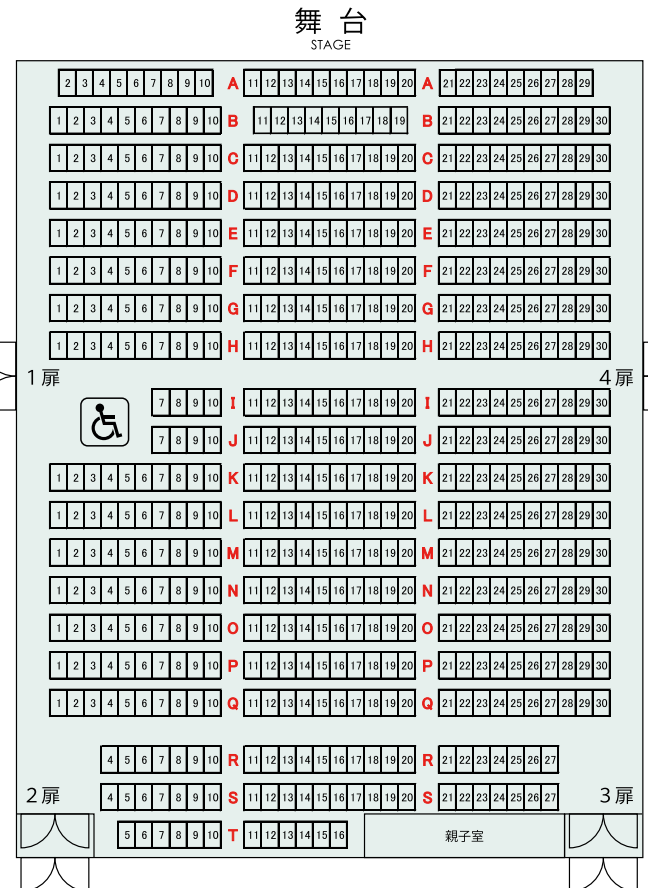 舞 台
STAGE
2 3 4 5 6 7 8 9 10 A 11 12 13 14 15 16 17 18 19 20 A 21 22 23 24 25 26 27 28 29
1 2 3 4 5 6 7 8 9 10 B 11 12 13 14 15 16 17 18 19 B 21 22 23 24 25 26 27 28 29 30
1 2 3 4 5 6 7 8 9 10 C 11 12 13 14 15 16 17 18 19 20 C 21 22 23 24 25 26 27 28 29 30
1 2 3 4 5 6 7 8 9 10 D 11 12 13 14 15 16 17 18 19 20 D 21 22 23 24 25 26 27 28 29 30
1 2 3 4 5 6 7 8 9 10 E 11 12 13 14 15 16 17 18 19 20 E 21 22 23 24 25 26 27 28 29 30
1 2 3 4 5 6 7 8 9 10 F 11 12 13 14 15 16 17 18 19 20 F 21 22 23 24 25 26 27 28 29 30
1 2 3 4 5 6 7 8 9 10 G 11 12 13 14 15 16 17 18 19 20 G 21 22 23 24 25 26 27 28 29 30
1 2 3 4 5 6 7 8 9 10 H 11 12 13 14 15 16 17 18 19 20 H 21 22 23 24 25 26 27 28 29 30
1扉 4扉
7 8 9 10 I 11 12 13 14 15 16 17 18 19 20 I 21 22 23 24 25 26 27 28 29 30
7 8 9 10 J 11 12 13 14 15 16 17 18 19 20 J 21 22 23 24 25 26 27 28 29 30
1 2 3 4 5 6 7 8 9 10 K 11 12 13 14 15 16 17 18 19 20 K 21 22 23 24 25 26 27 28 29 30
1 2 3 4 5 6 7 8 9 10 L 11 12 13 14 15 16 17 18 19 20 L 21 22 23 24 25 26 27 28 29 30
1 2 3 4 5 6 7 8 9 10 M 11 12 13 14 15 16 17 18 19 20 M 21 22 23 24 25 26 27 28 29 30
1 2 3 4 5 6 7 8 9 10 N 11 12 13 14 15 16 17 18 19 20 N 21 22 23 24 25 26 27 28 29 30
1 2 3 4 5 6 7 8 9 10 O 11 12 13 14 15 16 17 18 19 20 O 21 22 23 24 25 26 27 28 29 30
1 2 3 4 5 6 7 8 9 10 P 11 12 13 14 15 16 17 18 19 20 P 21 22 23 24 25 26 27 28 29 30
1 2 3 4 5 6 7 8 9 10 Q 11 12 13 14 15 16 17 18 19 20 Q 21 22 23 24 25 26 27 28 29 30
4 5 6 7 8 9 10 R 11 12 13 14 15 16 17 18 19 20 R 21 22 23 24 25 26 27
2扉 4 5 6 7 8 9 10 S 11 12 13 14 15 16 17 18 19 20 S 21 22 23 24 25 26 27 3扉
5 6 7 8 9 10 T 11 12 13 14 15 16 親子室